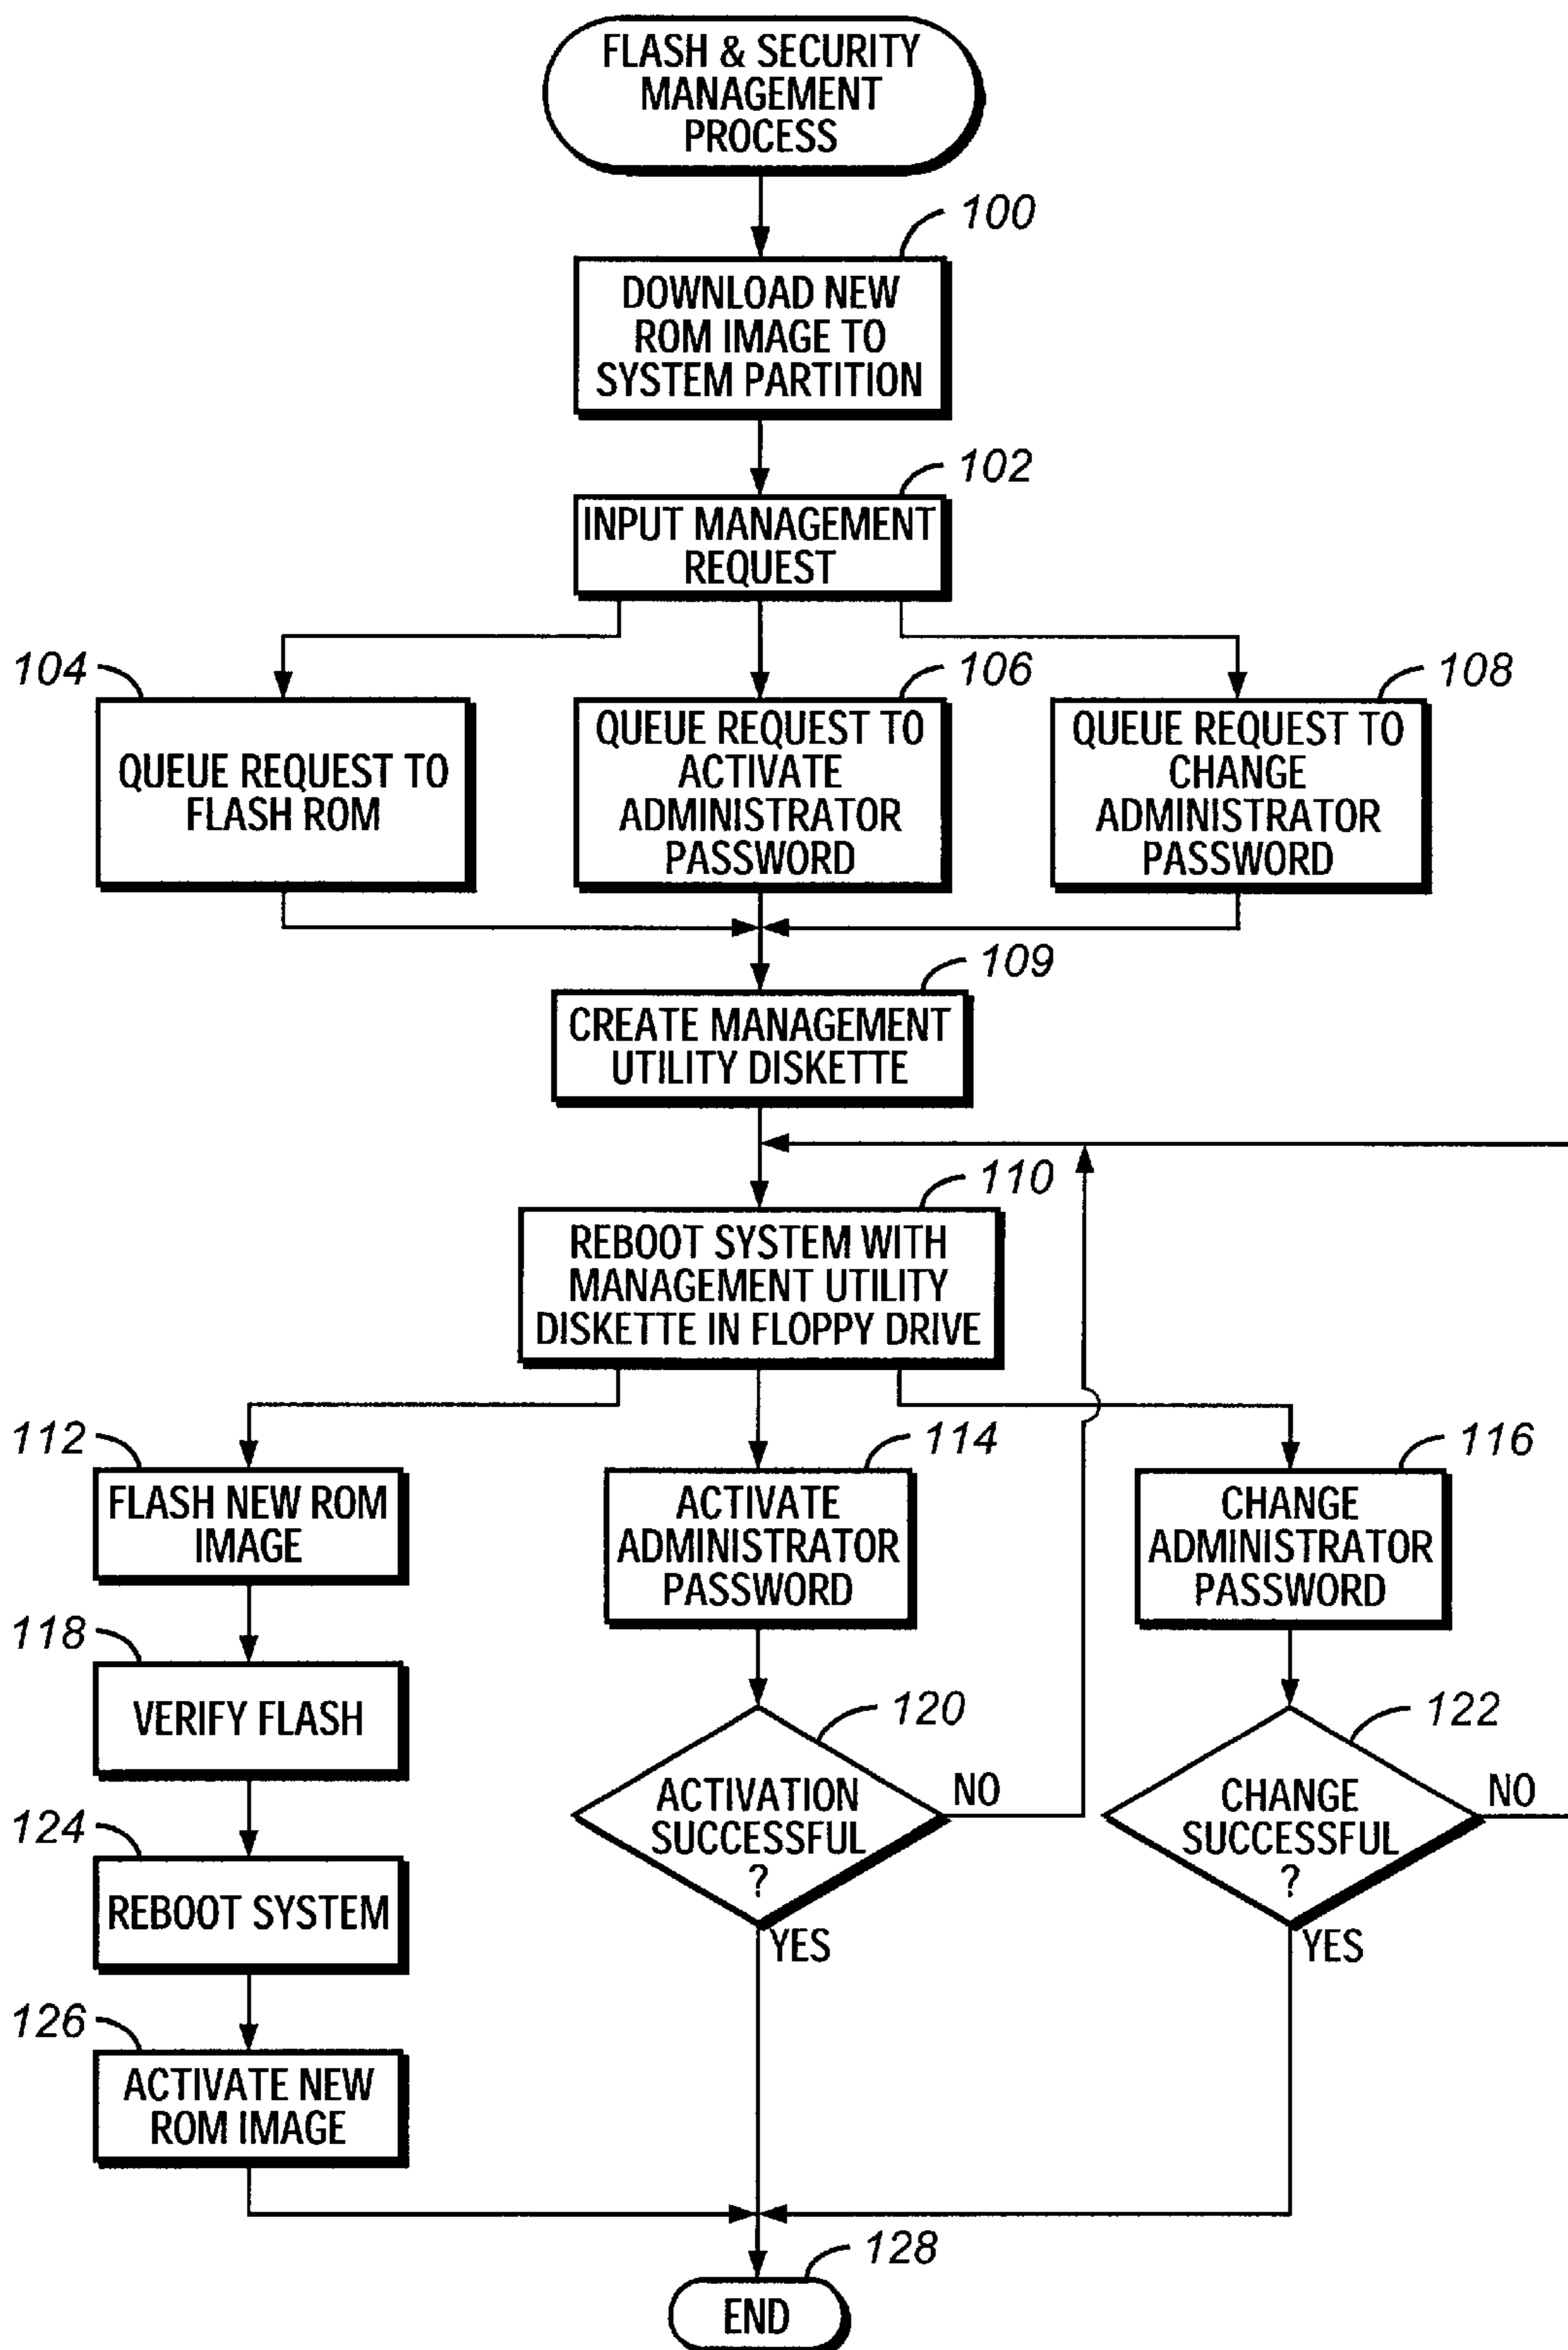 FLASH & SECURITY
MANAGEMENT
PROCESS
100
DOWNLOAD NEW
ROM IMAGE TO
SYSTEM PARTITION
102
INPUT MANAGEMENT
REQUEST
104
QUEUE REQUEST TO
FLASH ROM
106
QUEUE REQUEST TO
ACTIVATE
ADMINISTRATOR
PASSWORD
108
QUEUE REQUEST TO
CHANGE
ADMINISTRATOR
PASSWORD
109
CREATE MANAGEMENT
UTILITY DISKETTE
110
REBOOT SYSTEM WITH
MANAGEMENT UTILITY
DISKETTE IN FLOPPY DRIVE
112
FLASH NEW ROM
IMAGE
114
ACTIVATE
ADMINISTRATOR
PASSWORD
116
CHANGE
ADMINISTRATOR
PASSWORD
118
VERIFY FLASH
120
ACTIVATION
SUCCESSFUL
?
NO
YES
122
CHANGE
SUCCESSFUL
?
NO
YES
124
REBOOT SYSTEM
126
ACTIVATE NEW
ROM IMAGE
128
END